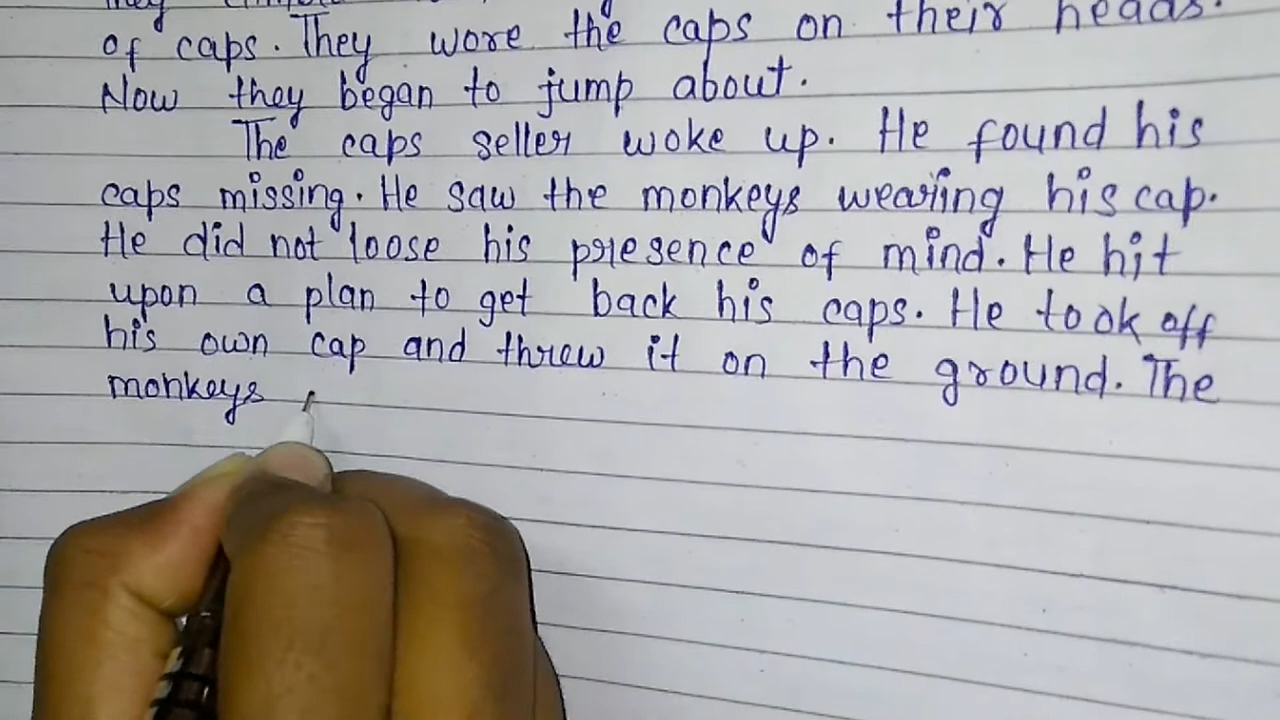 They
of caps. They wore the caps on their heads.
Now they began to jump about.
The caps seller woke up. He found his
caps missing. He saw the monkeys wearing his cap.
He did not loose his presence of mind. He hit
upon a plan to get back his caps. He took off
his own cap and threw it on the ground. The
monkeys